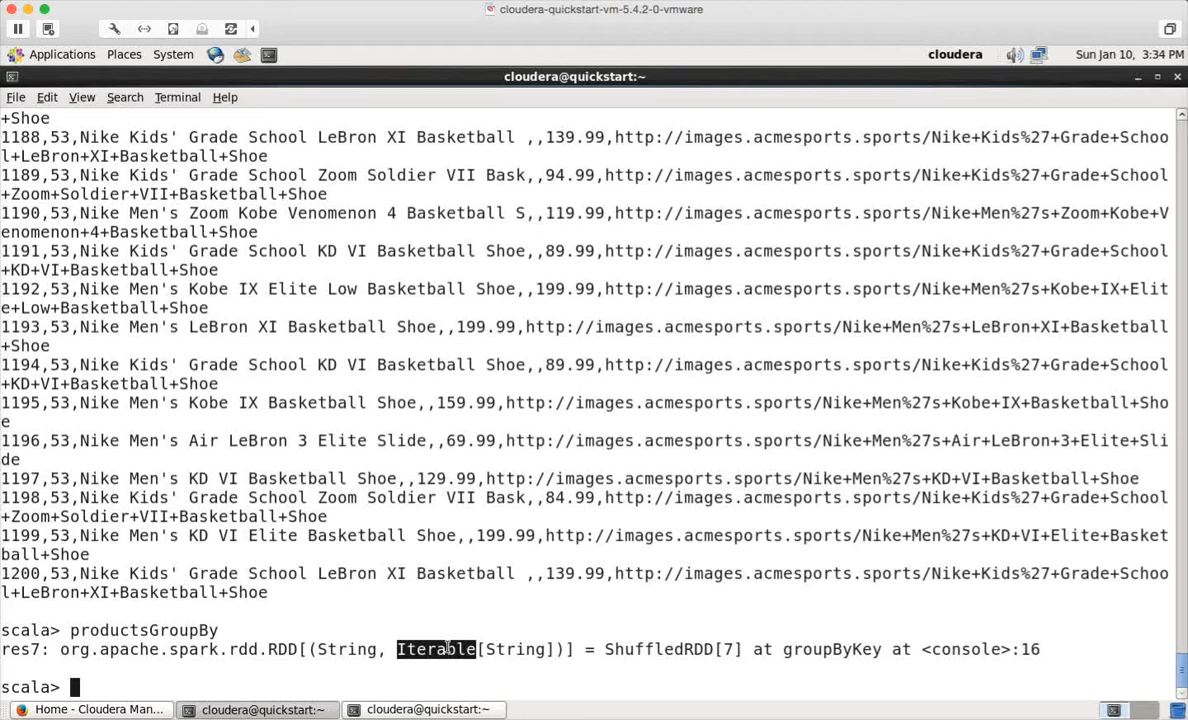 cloudera-quickstart-vm-5.4.2-0-vmware
Applications Places System cloudera Sun Jan 10, 3:34 PM
cloudera@quickstart:~
File Edit View Search Terminal Help
+Shoe
1188,53,Nike Kids' Grade School LeBron XI Basketball ,,139.99,http://images.acmesports.sports/Nike+Kids%27+Grade+Schoo
l+LeBron+XI+Basketball+Shoe
1189,53,Nike Kids' Grade School Zoom Soldier VII Bask,,94.99,http://images.acmesports.sports/Nike+Kids%27+Grade+School
+Zoom+Soldier+VII+Basketball+Shoe
1190,53,Nike Men's Zoom Kobe Venomenon 4 Basketball S,,119.99,http://images.acmesports.sports/Nike+Men%27s+Zoom+Kobe+V
enomenon+4+Basketball+Shoe
1191,53,Nike Kids' Grade School KD VI Basketball Shoe,,89.99,http://images.acmesports.sports/Nike+Kids%27+Grade+School
+KD+VI+Basketball+Shoe
1192,53,Nike Men's Kobe IX Elite Low Basketball Shoe,,199.99,http://images.acmesports.sports/Nike+Men%27s+Kobe+IX+Elit
e+Low+Basketball+Shoe
1193,53,Nike Men's LeBron XI Basketball Shoe,,199.99,http://images.acmesports.sports/Nike+Men%27s+LeBron+XI+Basketball
+Shoe
1194,53,Nike Kids' Grade School KD VI Basketball Shoe,,89.99,http://images.acmesports.sports/Nike+Kids%27+Grade+School
+KD+VI+Basketball+Shoe
1195,53,Nike Men's Kobe IX Basketball Shoe,,159.99,http://images.acmesports.sports/Nike+Men%27s+Kobe+IX+Basketball+Sho
e
1196,53,Nike Men's Air LeBron 3 Elite Slide,,69.99,http://images.acmesports.sports/Nike+Men%27s+Air+LeBron+3+Elite+Sli
de
1197,53,Nike Men's KD VI Basketball Shoe,,129.99,http://images.acmesports.sports/Nike+Men%27s+KD+VI+Basketball+Shoe
1198,53,Nike Kids' Grade School Zoom Soldier VII Bask,,84.99,http://images.acmesports.sports/Nike+Kids%27+Grade+School
+Zoom+Soldier+VII+Basketball+Shoe
1199,53,Nike Men's KD VI Elite Basketball Shoe,,199.99,http://images.acmesports.sports/Nike+Men%27s+KD+VI+Elite+Basket
ball+Shoe
1200,53,Nike Kids' Grade School LeBron XI Basketball ,,139.99,http://images.acmesports.sports/Nike+Kids%27+Grade+Schoo
l+LeBron+XI+Basketball+Shoe
scala> productsGroupBy
res7: org.apache.spark.rdd.RDD[(String, Iterable[String])] = ShuffledRDD[7] at groupByKey at <console>:16
scala>
Home - Cloudera Man... cloudera@quickstart:~ cloudera@quickstart:~